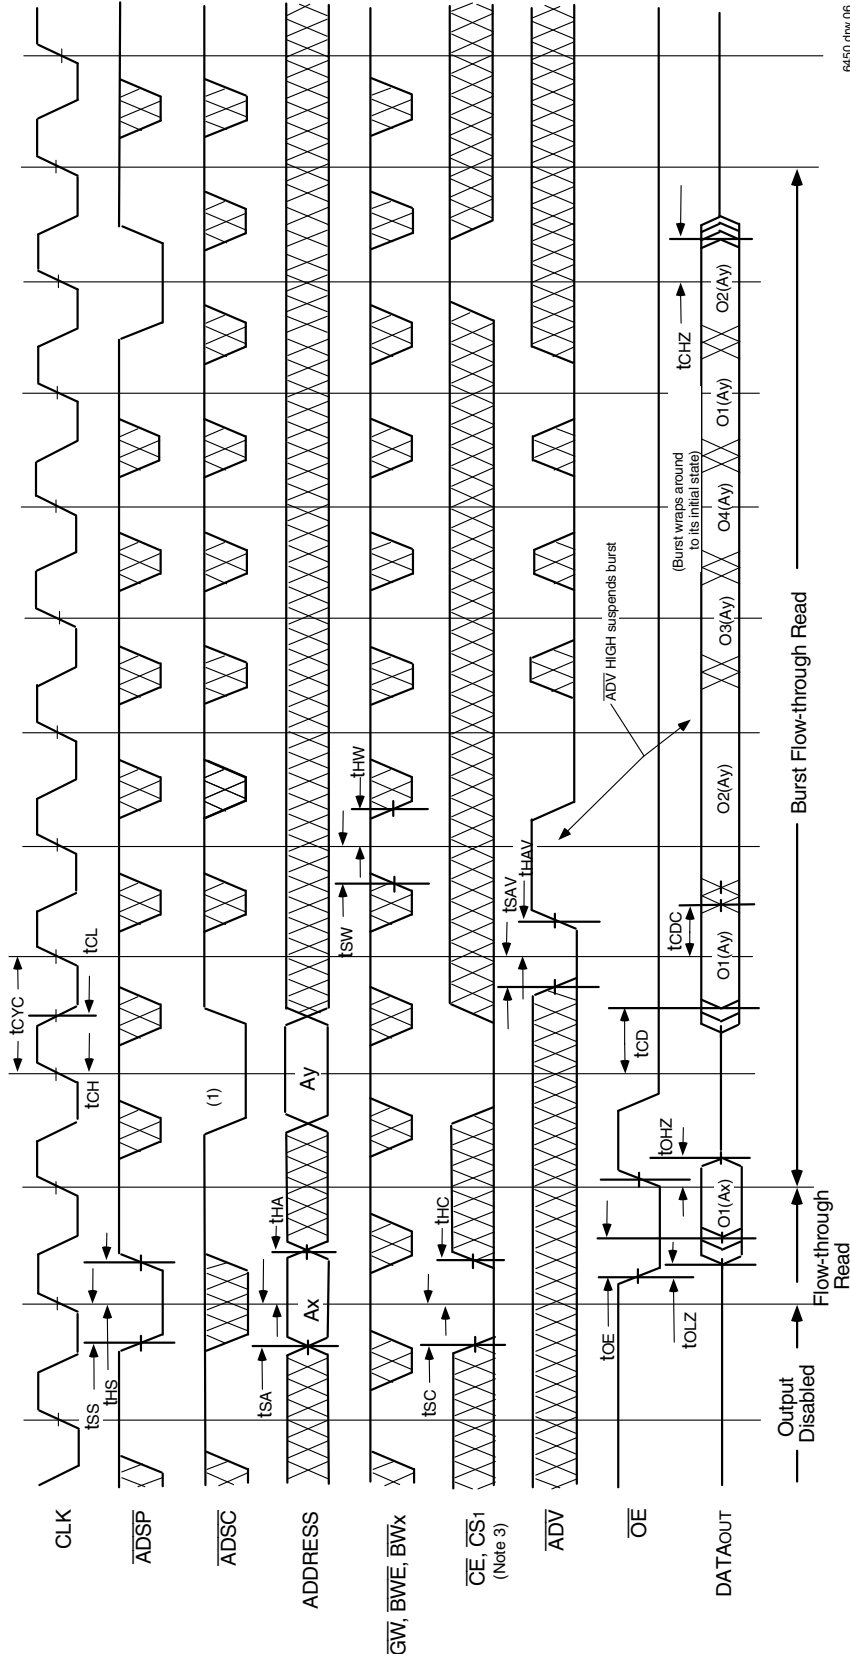 CLK
tCYC
tCH
tCL
tSS
tHS
ADSP
ADSC
(1)
ADDRESS
tSA
tHA
Ax
Ay
GW, BWE, BWx
tSW
tHW
CE, CS1
(Note 3)
tSC
tHC
ADV
tSAV
tHAV
ADV HIGH suspends burst
OE
tOE
tOHZ
tOLZ
tCD
tCDC
(Burst wraps around
to its initial state)
tCHZ
DATAOUT
O1(Ax)
O1(Ay)
O2(Ay)
O3(Ay)
O4(Ay)
O1(Ay)
O2(Ay)
Output
Disabled
Flow-through
Read
Burst Flow-through Read
6450 drw 06